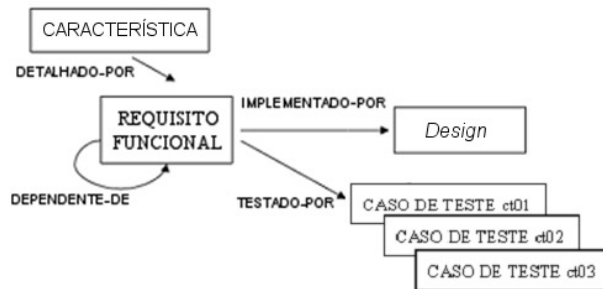 CARACTERÍSTICA
DETALHADO-POR
REQUISITO
FUNCIONAL
IMPLEMENTADO-POR
Design
DEPENDENTE-DE
TESTADO-POR
CASO DE TESTE ct01
CASO DE TESTE ct02
CASO DE TESTE ct03